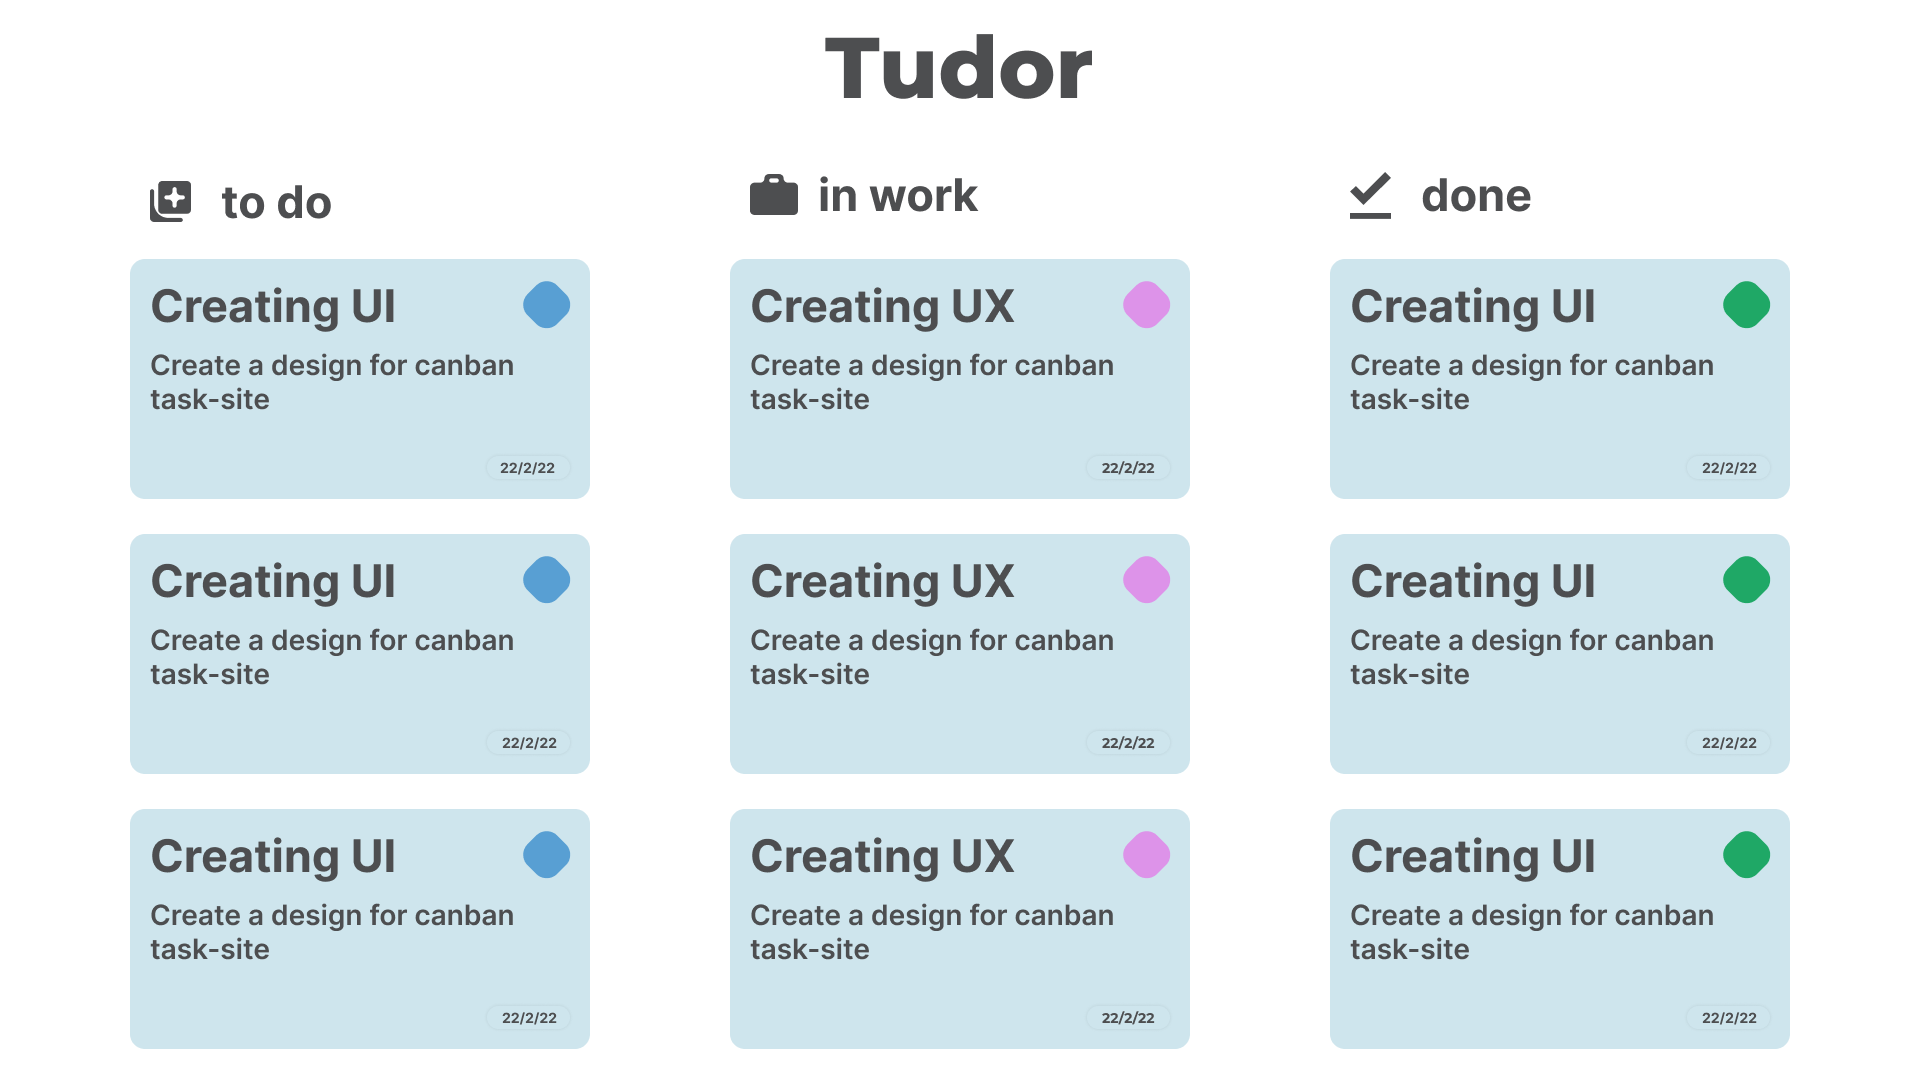 Tudor
to do
Creating UI
Create a design for canban
task-site
22/2/22
Creating UI
Create a design for canban
task-site
22/2/22
Creating UI
Create a design for canban
task-site
22/2/22
in work
Creating UX
Create a design for canban
task-site
22/2/22
Creating UX
Create a design for canban
task-site
22/2/22
Creating UX
Create a design for canban
task-site
22/2/22
done
Creating UI
Create a design for canban
task-site
22/2/22
Creating UI
Create a design for canban
task-site
22/2/22
Creating UI
Create a design for canban
task-site
22/2/22